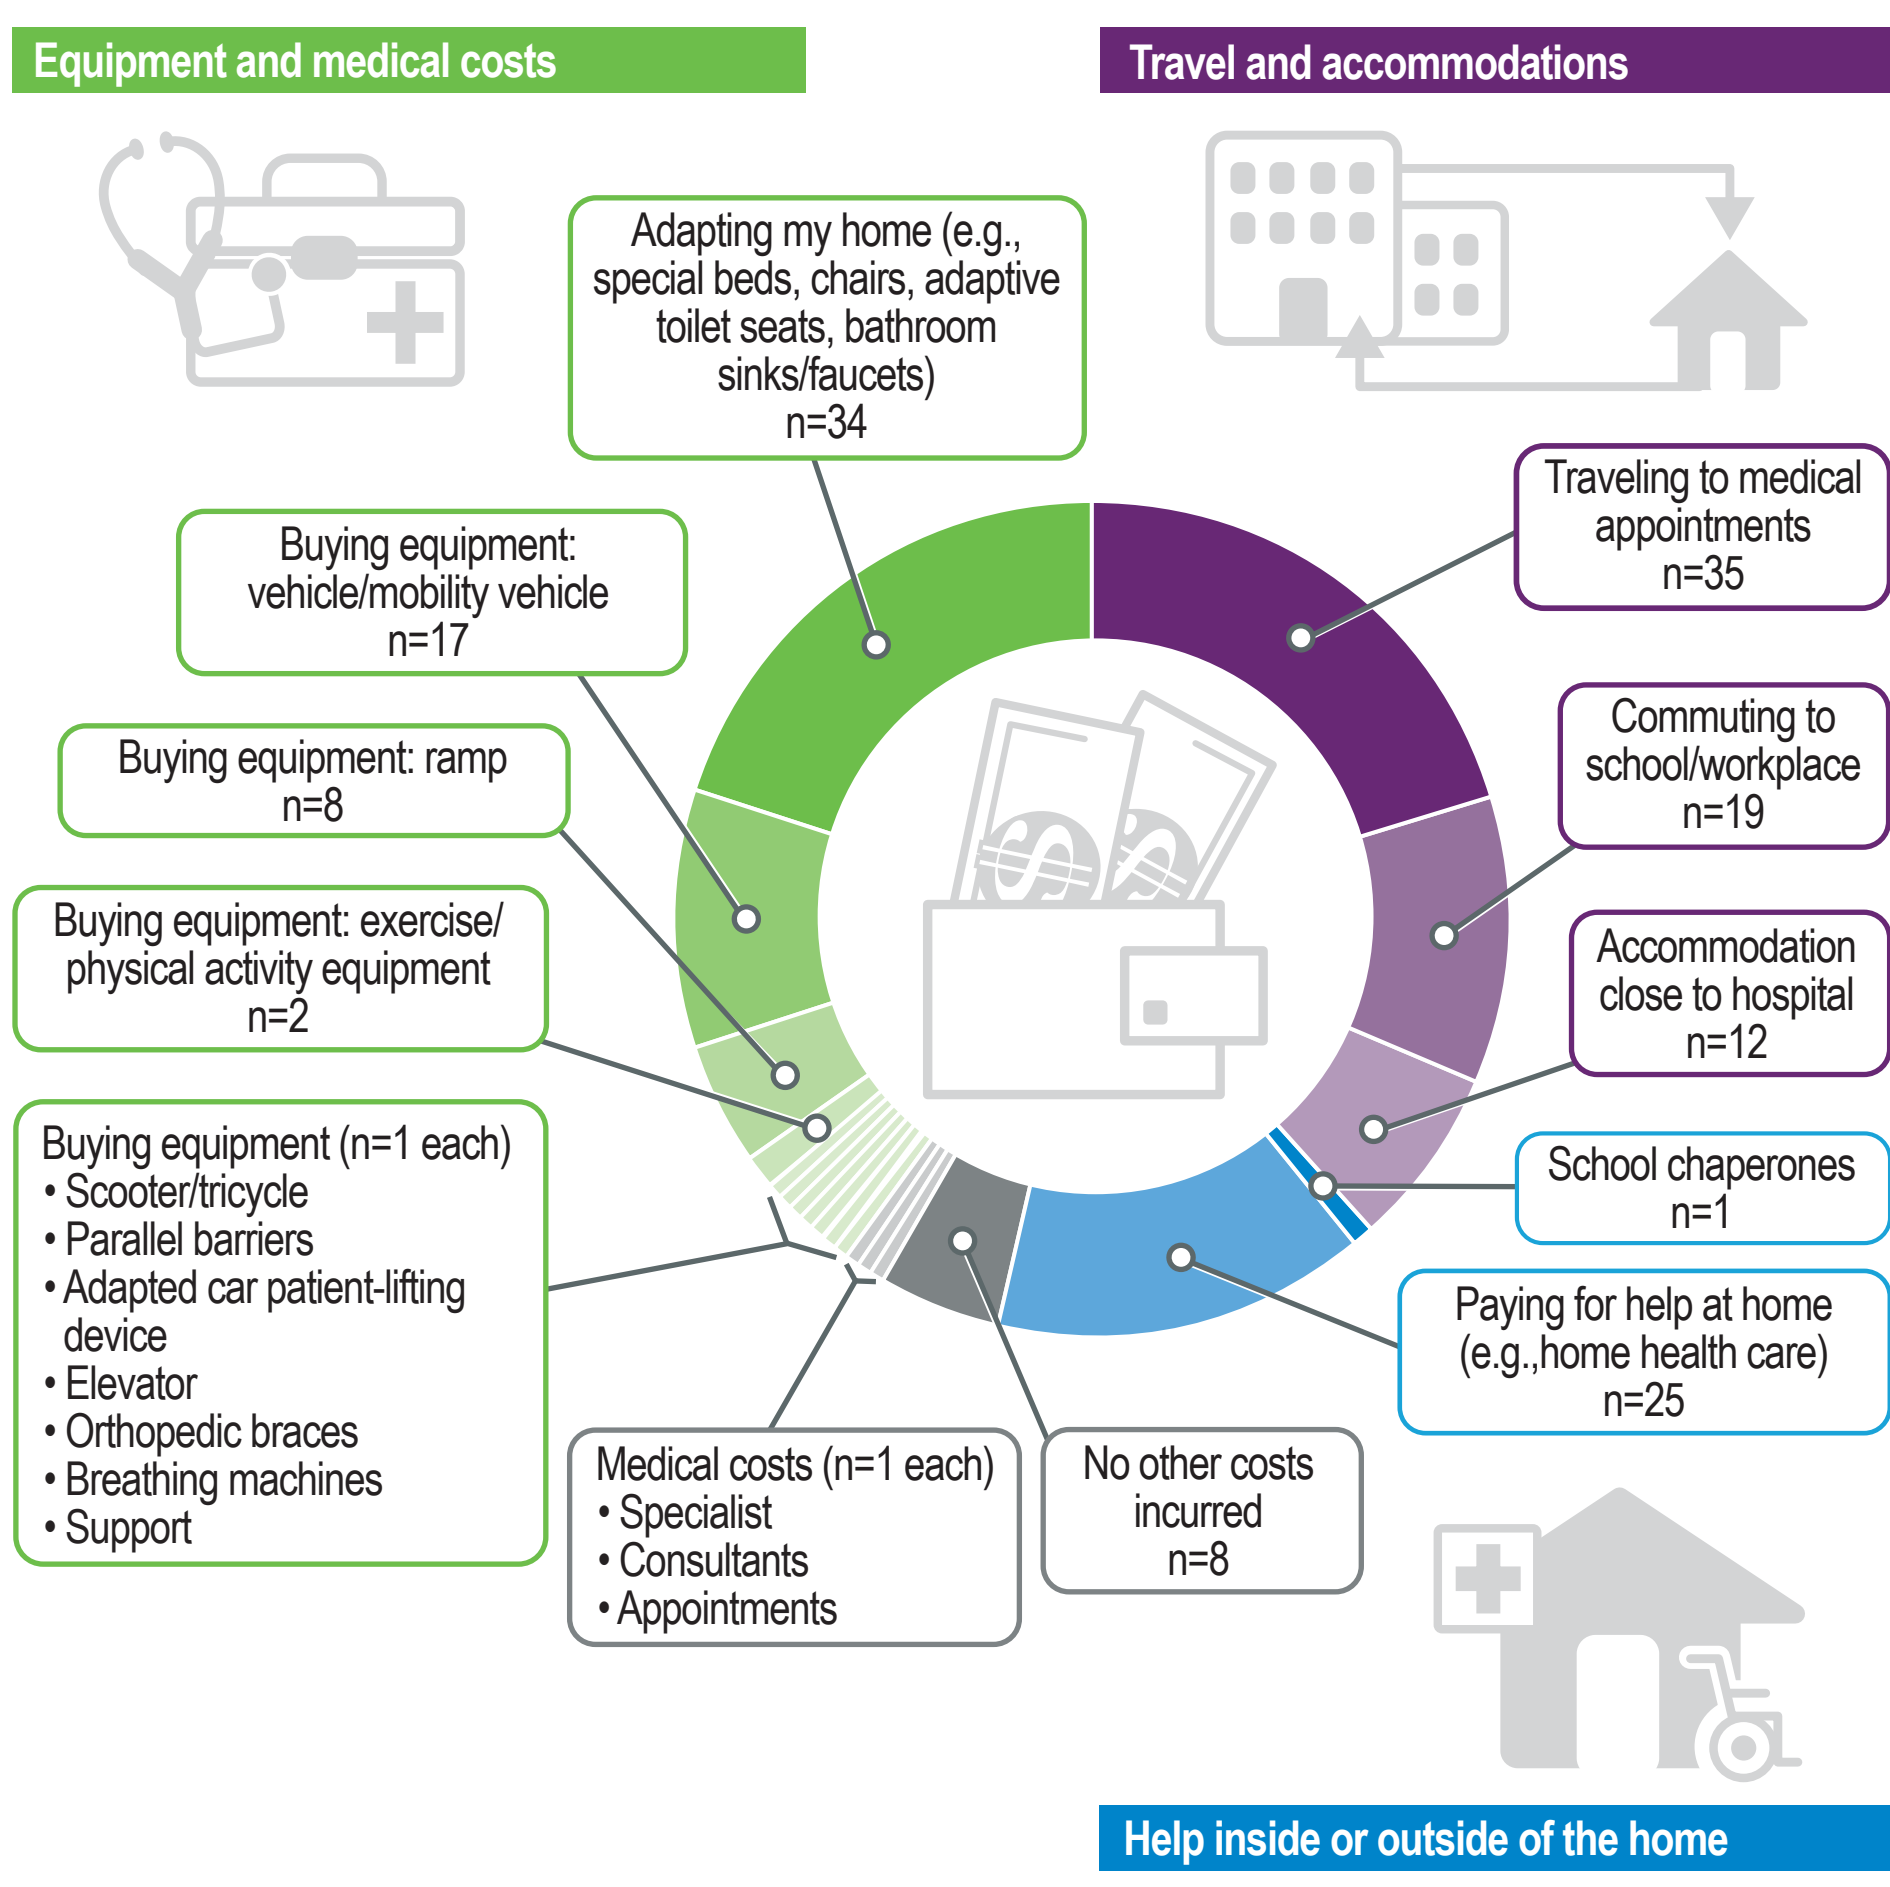 Equipment and medical costs
Travel and accommodations
Adapting my home (e.g.,
special beds, chairs, adaptive
toilet seats, bathroom
sinks/faucets)
n=34
Traveling to medical
appointments
n=35
Buying equipment:
vehicle/mobility vehicle
n=17
Commuting to
school/workplace
n=19
Buying equipment: ramp
n=8
Buying equipment: exercise/
physical activity equipment
n=2
Accommodation
close to hospital
n=12
Buying equipment (n=1 each)
• Scooter/tricycle
• Parallel barriers
• Adapted car patient-lifting
device
• Elevator
• Orthopedic braces
• Breathing machines
• Support
School chaperones
n=1
Paying for help at home
(e.g.,home health care)
n=25
Medical costs (n=1 each)
• Specialist
• Consultants
• Appointments
No other costs
incurred
n=8
$ $
Help inside or outside of the home